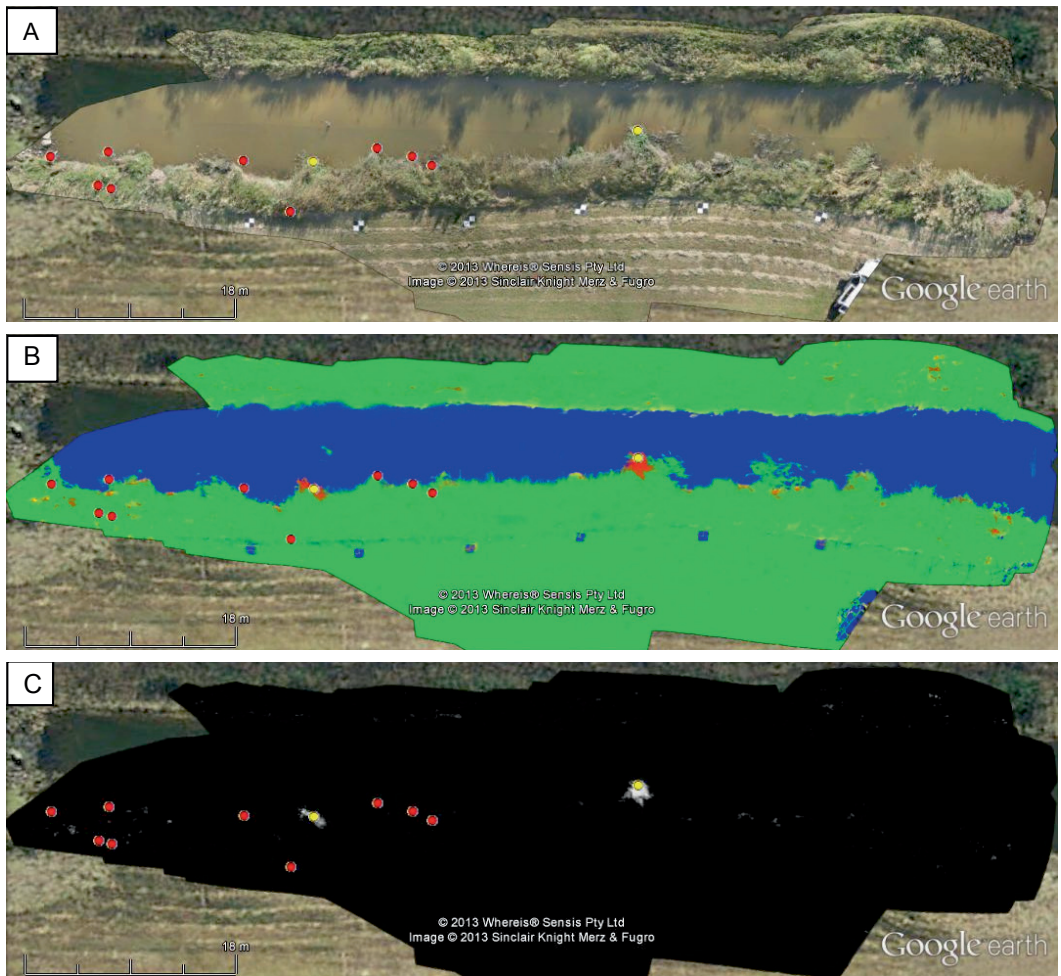 A
© 2013 Whereis® Sensis Pty Ltd
Image © 2013 Sinclair Knight Merz & Fugro
18 m
Google earth
B
© 2013 Whereis® Sensis Pty Ltd
Image © 2013 Sinclair Knight Merz & Fugro
18 m
Google earth
C
© 2013 Whereis® Sensis Pty Ltd
Image © 2013 Sinclair Knight Merz & Fugro
18 m
Google earth